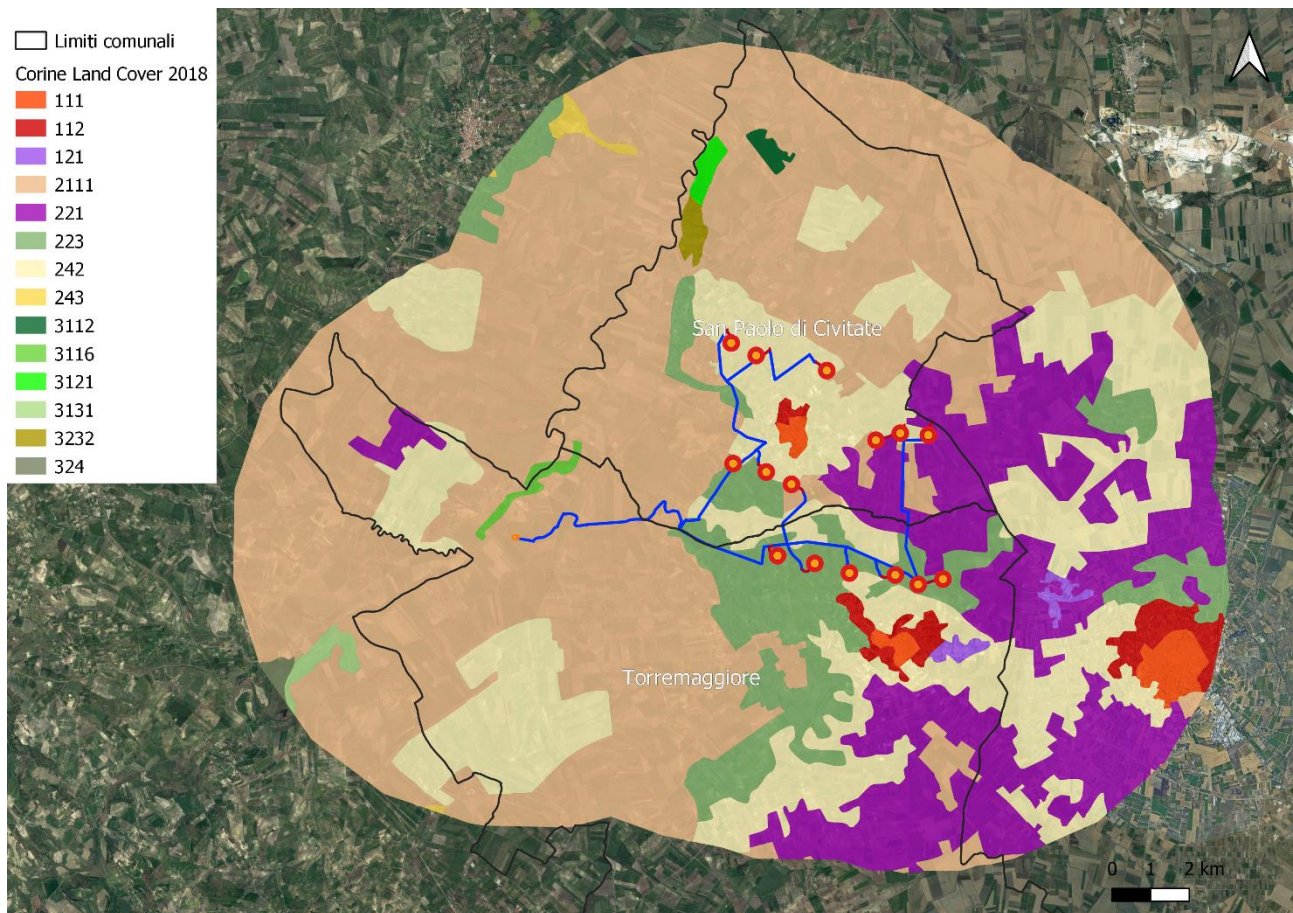 Limiti comunali
Corine Land Cover 2018
111
112
121
2111
221
223
242
243
3112
3116
3121
3131
3232
324
San Paolo di Civitate
Torremaggiore
0 1 2 km